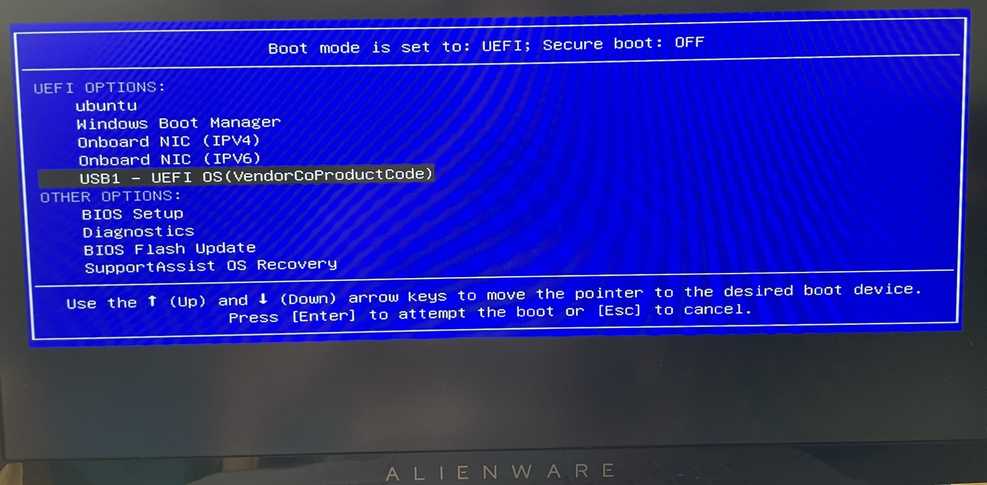 Boot mode is set to: UEFI; Secure boot: OFF
UEFI OPTIONS:
ubuntu
Windows Boot Manager
Onboard NIC (IPV4)
Onboard NIC (IPV6)
USB1 - UEFI OS(VendorCoProductCode)
OTHER OPTIONS:
BIOS Setup
Diagnostics
BIOS Flash Update
SupportAssist OS Recovery
Use the ↑ (Up) and ↓ (Down) arrow keys to move the pointer to the desired boot device.
Press [Enter] to attempt the boot or [Esc] to cancel.
ALIENWARE